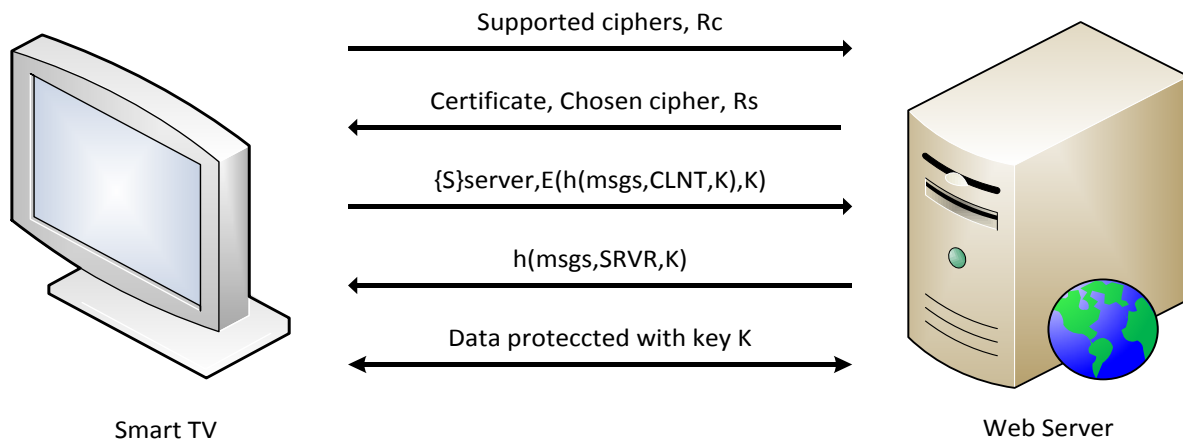 Supported ciphers, Rc
Certificate, Chosen cipher, Rs
{S}server,E(h(msgs,CLNT,K),K)
h(msgs,SRVR,K)
Data proteccted with key K
Smart TV
Web Server